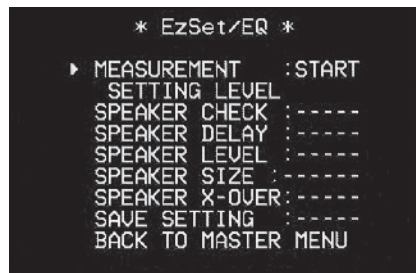 * EzSet/EQ *
MEASUREMENT :START
SETTING LEVEL
SPEAKER CHECK :-----
SPEAKER DELAY :-----
SPEAKER LEVEL :-----
SPEAKER SIZE :------
SPEAKER X-OVER:-----
SAVE SETTING :-----
BACK TO MASTER MENU